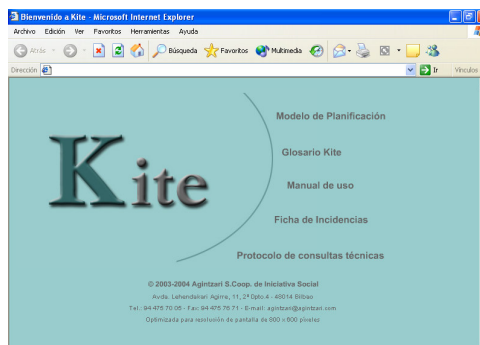 Bienvenido a Kite - Microsoft Internet Explorer
Archivo Edición Ver Favoritos Herramientas Ayuda
Atrás Búsqueda Favoritos Multimedia
Dirección Ir Vínculos
Modelo de Planificación
Glosario Kite
Kite
Manual de uso
Ficha de Incidencias
Protocolo de consultas técnicas
© 2003-2004 Agintzari S.Coop. de Iniciativa Social
Avda. Lehendakari Agirre, 11, 2ª Dpto.4 - 48014 Bilbao
Tel.: 94 475 70 06 - Fax: 94 476 76 71 - E-mail: agintzari@agintzari.com
Optimizada para resolución de pantalla de 800 x 600 píxeles